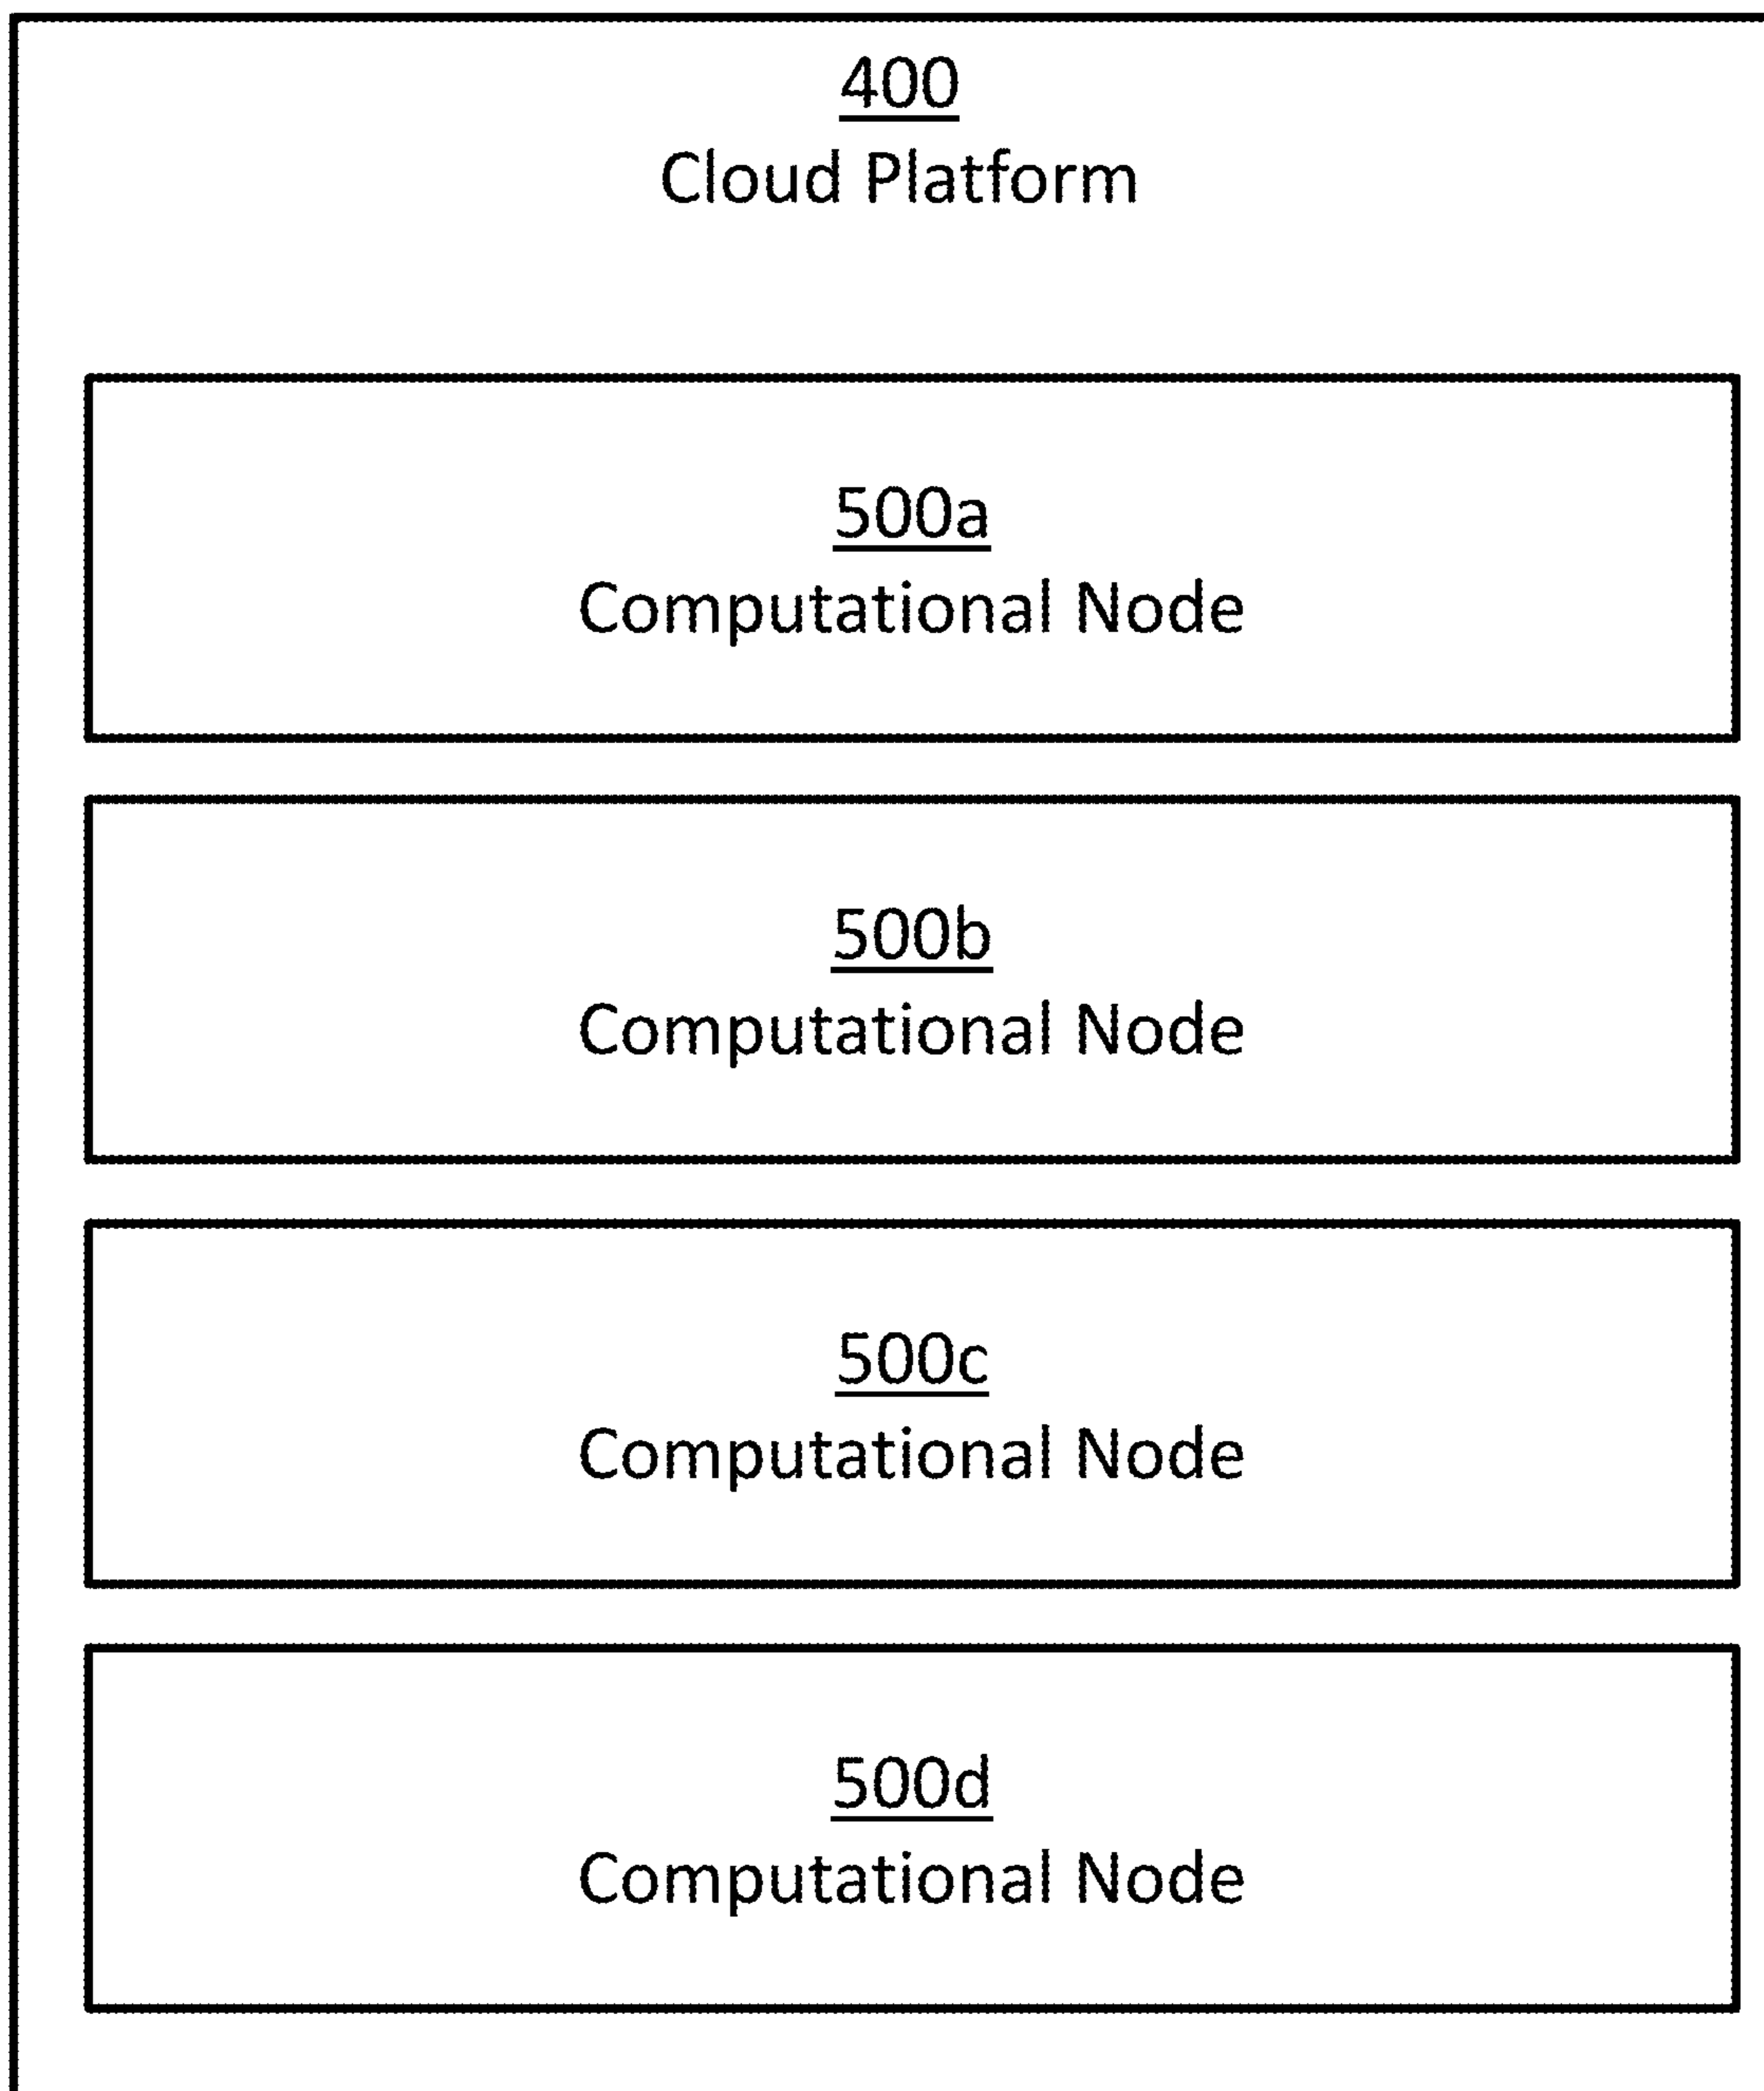 400
Cloud Platform
500a
Computational Node
500b
Computational Node
500c
Computational Node
500d
Computational Node